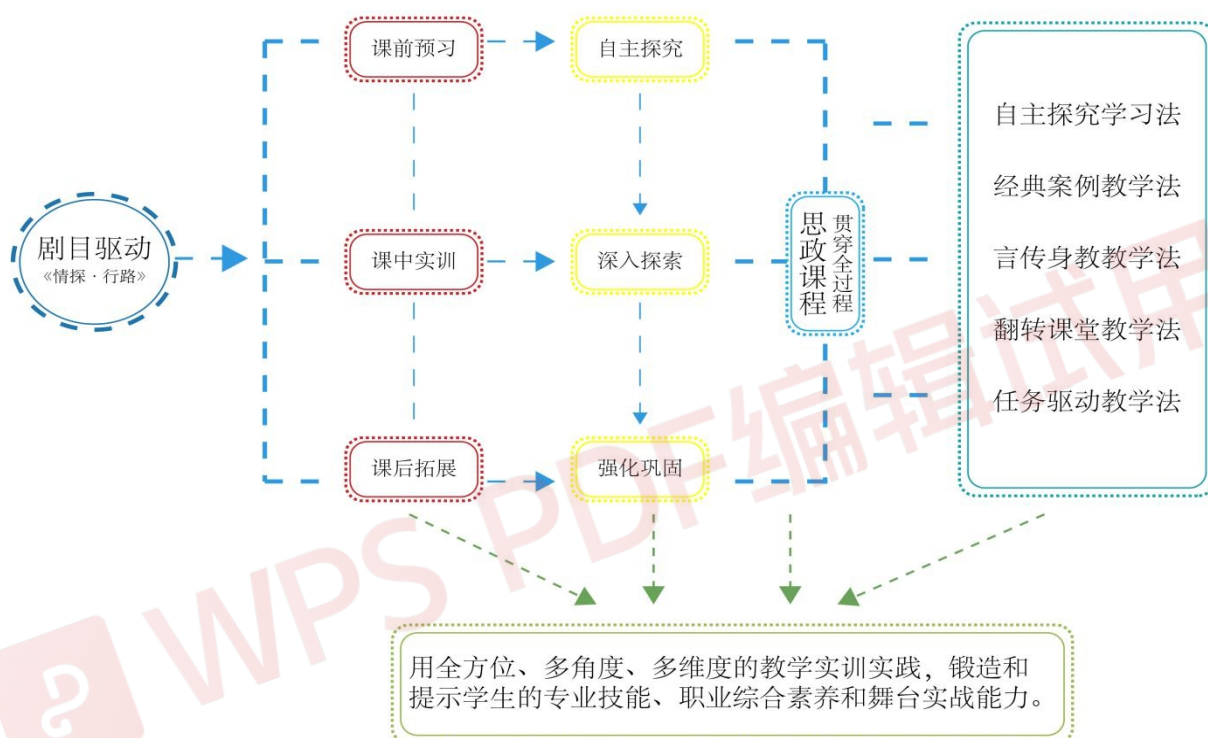 课前预习
自主探究
剧目驱动
《情探·行路》
课中实训
深入探索
思政课程
贯穿全过程
课后拓展
强化巩固
自主探究学习法
经典案例教学法
言传身教教学法
翻转课堂教学法
任务驱动教学法
用全方位、多角度、多维度的教学实训实践，锻造和
提示学生的专业技能、职业综合素养和舞台实战能力。
WPS PDF编辑试用